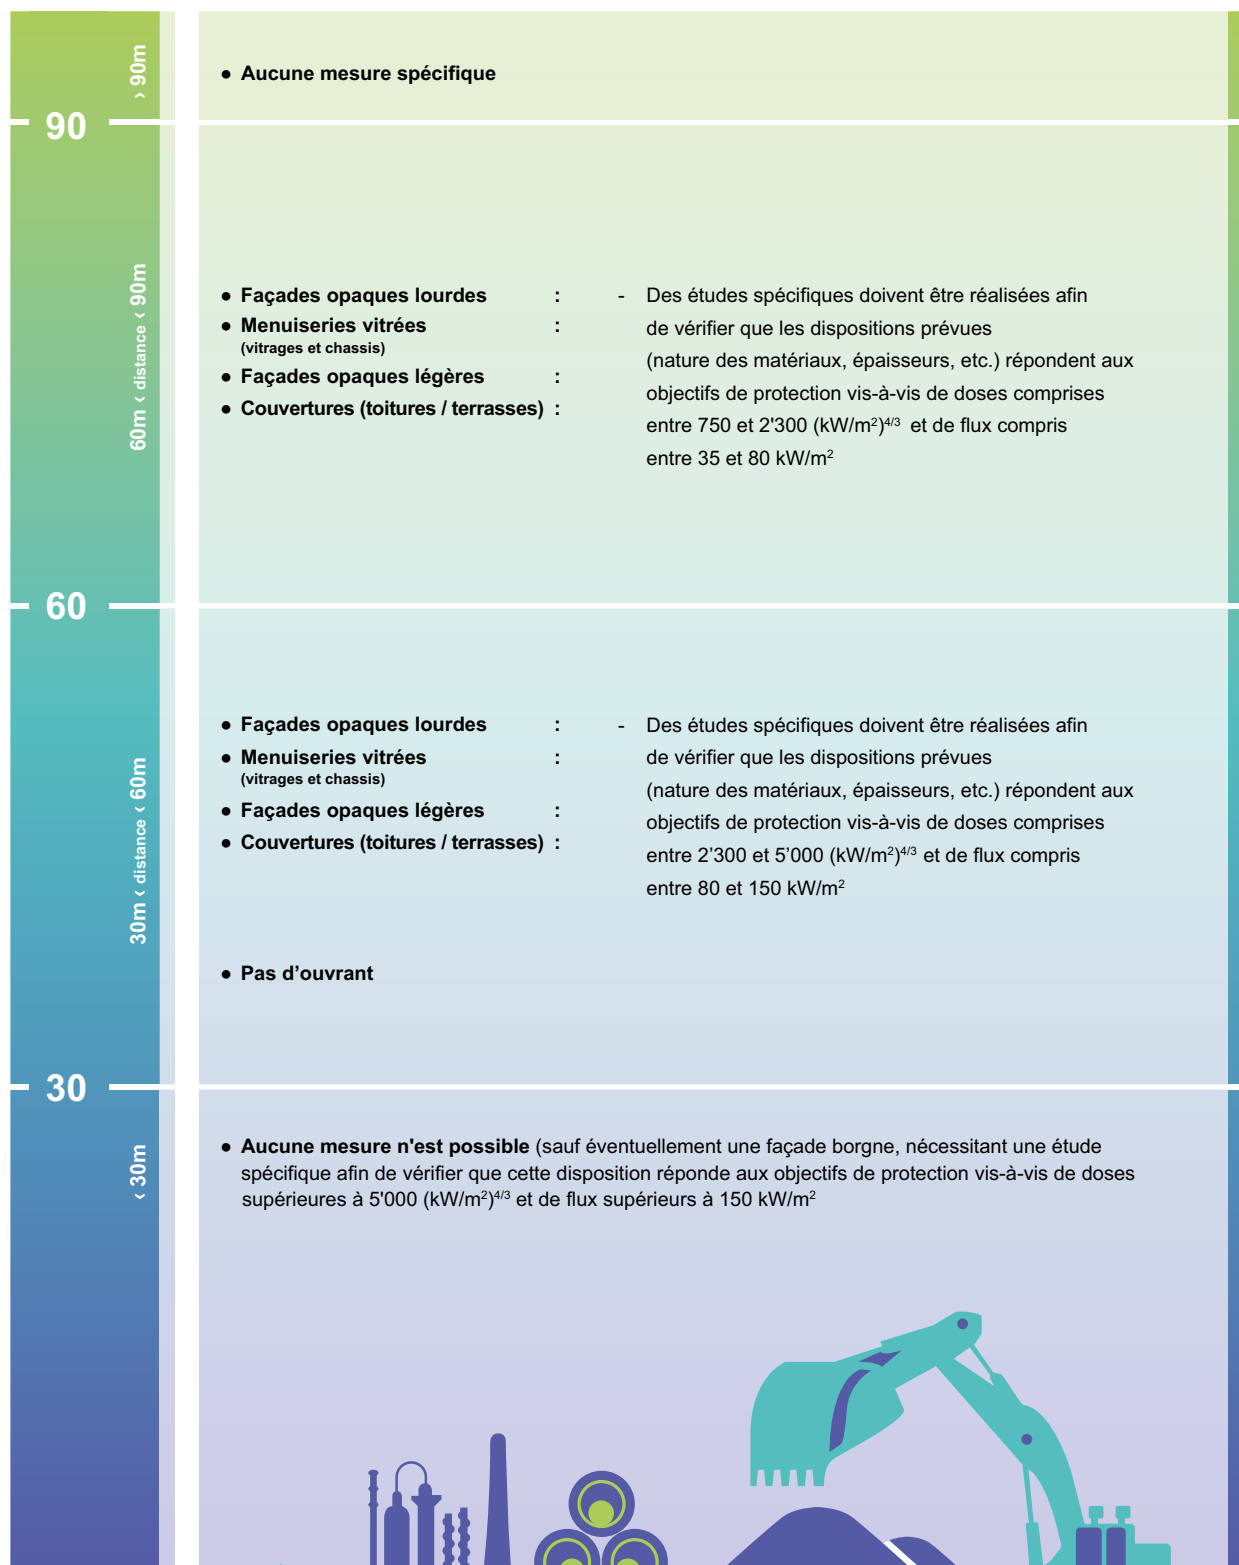 › 90m
● Aucune mesure spécifique
90
60m ‹ distance ‹ 90m
● Façades opaques lourdes : - Des études spécifiques doivent être réalisées afin
● Menuiseries vitrées : de vérifier que les dispositions prévues
(vitrages et chassis)
(nature des matériaux, épaisseurs, etc.) répondent aux
● Façades opaques légères :
objectifs de protection vis-à-vis de doses comprises
● Couvertures (toitures / terrasses) :
entre 750 et 2'300 (kW/m²)⁴ᐟ³ et de flux compris
entre 35 et 80 kW/m²
60
30m ‹ distance ‹ 60m
● Façades opaques lourdes : - Des études spécifiques doivent être réalisées afin
● Menuiseries vitrées : de vérifier que les dispositions prévues
(vitrages et chassis)
(nature des matériaux, épaisseurs, etc.) répondent aux
● Façades opaques légères :
objectifs de protection vis-à-vis de doses comprises
● Couvertures (toitures / terrasses) :
entre 2’300 et 5’000 (kW/m²)⁴ᐟ³ et de flux compris
entre 80 et 150 kW/m²
● Pas d’ouvrant
30
‹ 30m
● Aucune mesure n'est possible (sauf éventuellement une façade borgne, nécessitant une étude
spécifique afin de vérifier que cette disposition réponde aux objectifs de protection vis-à-vis de doses
supérieures à 5'000 (kW/m²)⁴ᐟ³ et de flux supérieurs à 150 kW/m²